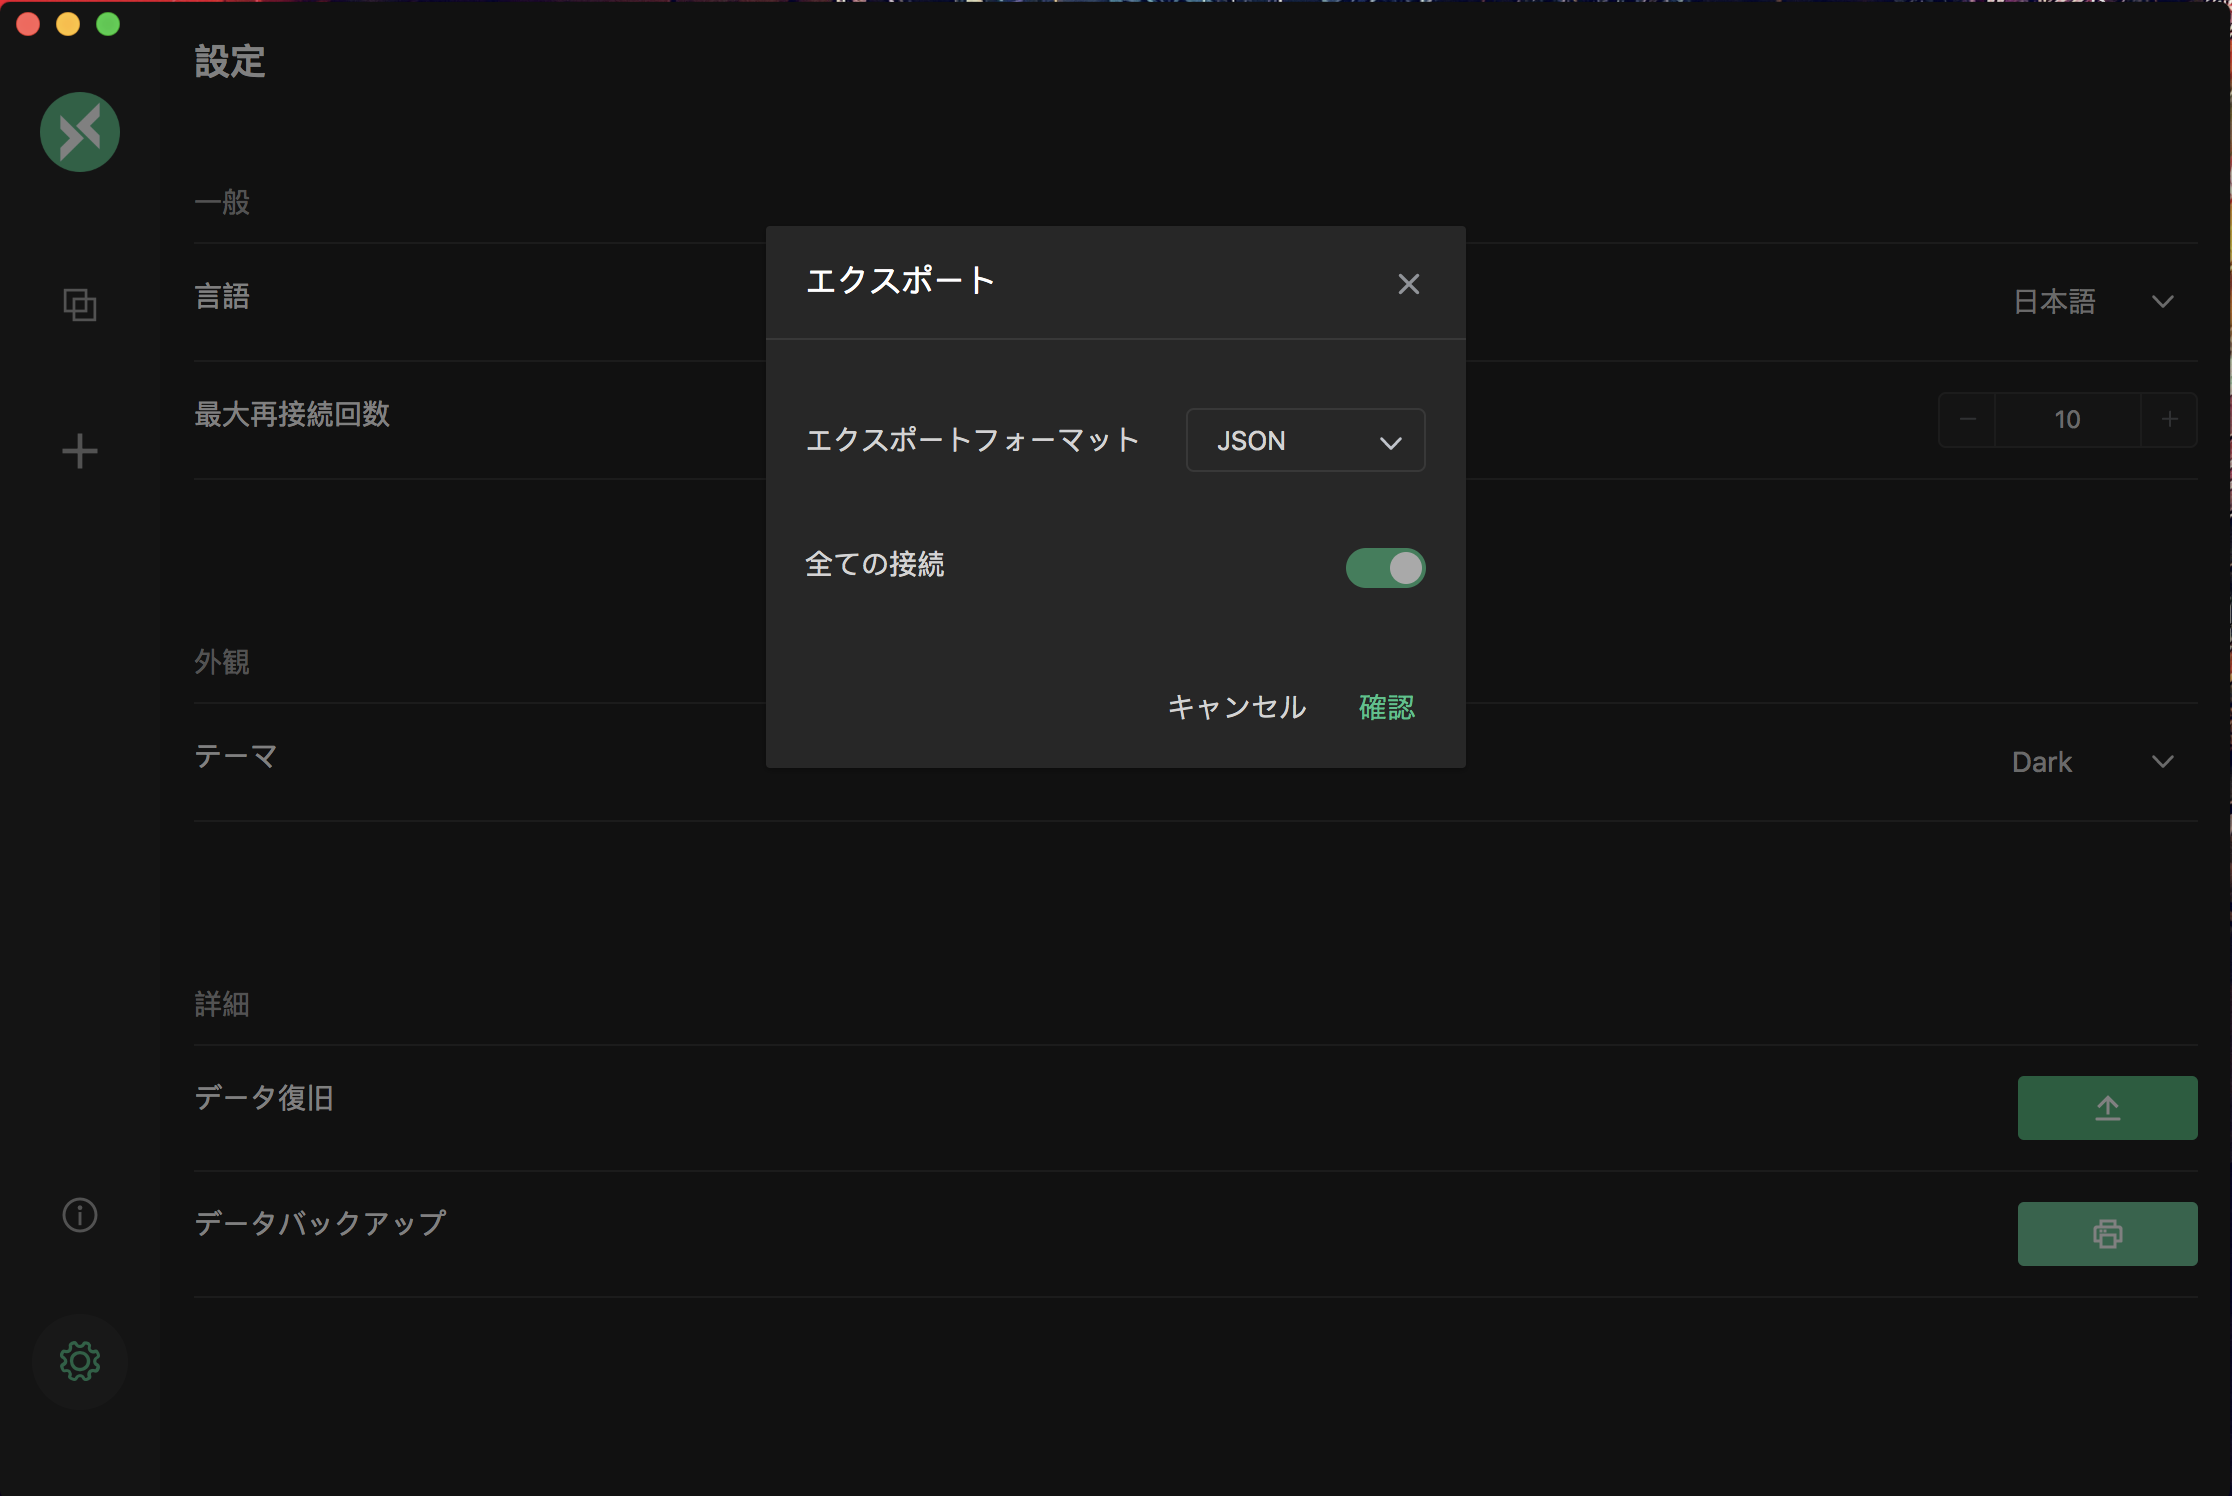 設定
一般
言語
日本語
最大再接続回数
10
エクスポート
エクスポートフォーマット
JSON
全ての接続
キャンセル
確認
外観
テーマ
Dark
詳細
データ復旧
データバックアップ